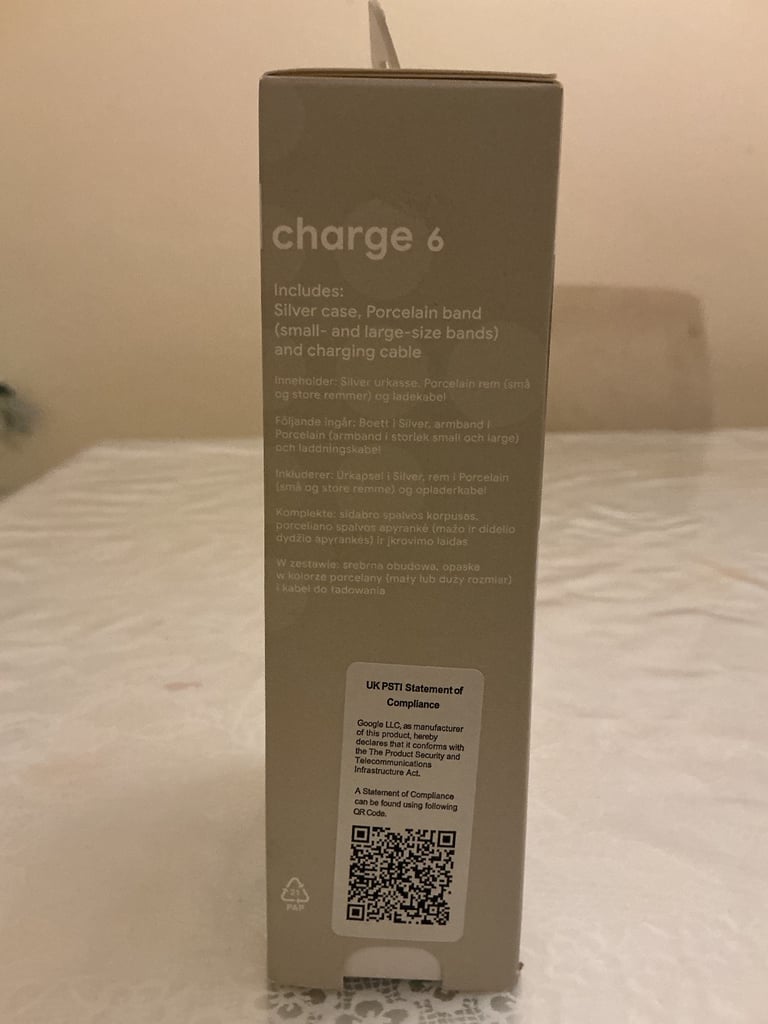 charge 6
Includes:
Silver case, Porcelain band
(small- and large-size bands)
and charging cable
Inneholder: Silver urkasse, Porcelain rem (små
og store remmer) og ladekabel
Följande ingår: Boett i Silver, armband i
Porcelain (armband i storlek small och large)
och laddningskabel
Inkluderer: Urkapsel i Silver, rem i Porcelain
(små og store remme) og opladerkabel
Komplekte: sidabro spalvos korpusas,
porceliano spalvos apyrankė (mažo ir didelio
dydžio apyrankės) ir įkrovimo laidas
W zestawie: srebrna obudowa, opaska
w kolorze porcelany (mały lub duży rozmiar)
i kabel do ładowania
UK PSTI Statement of
Compliance
Google LLC, as manufacturer
of this product, hereby
declares that it conforms with
the The Product Security and
Telecommunications
Infrastructure Act.
A Statement of Compliance
can be found using following
QR Code.
21
PAP